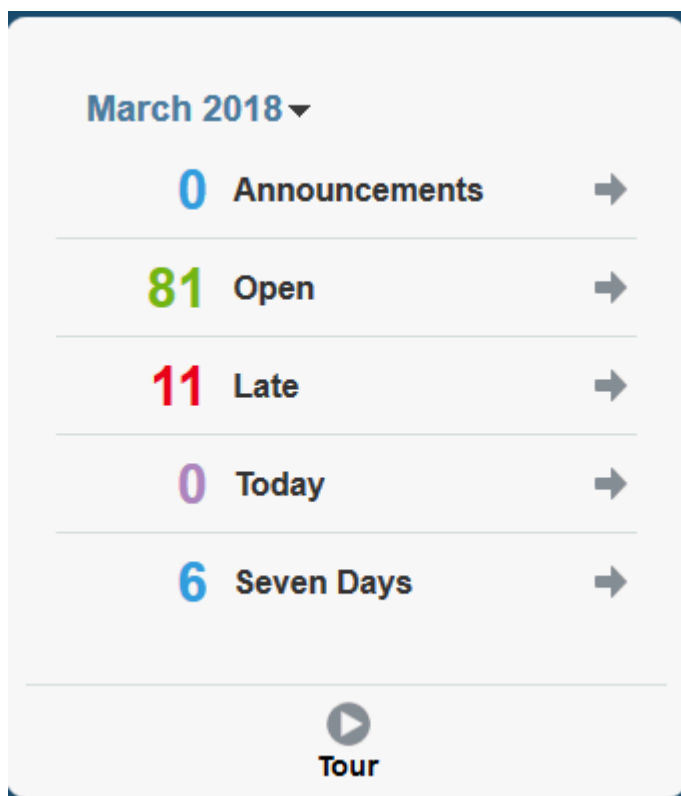 March 2018
0 Announcements
81 Open
11 Late
0 Today
6 Seven Days
Tour